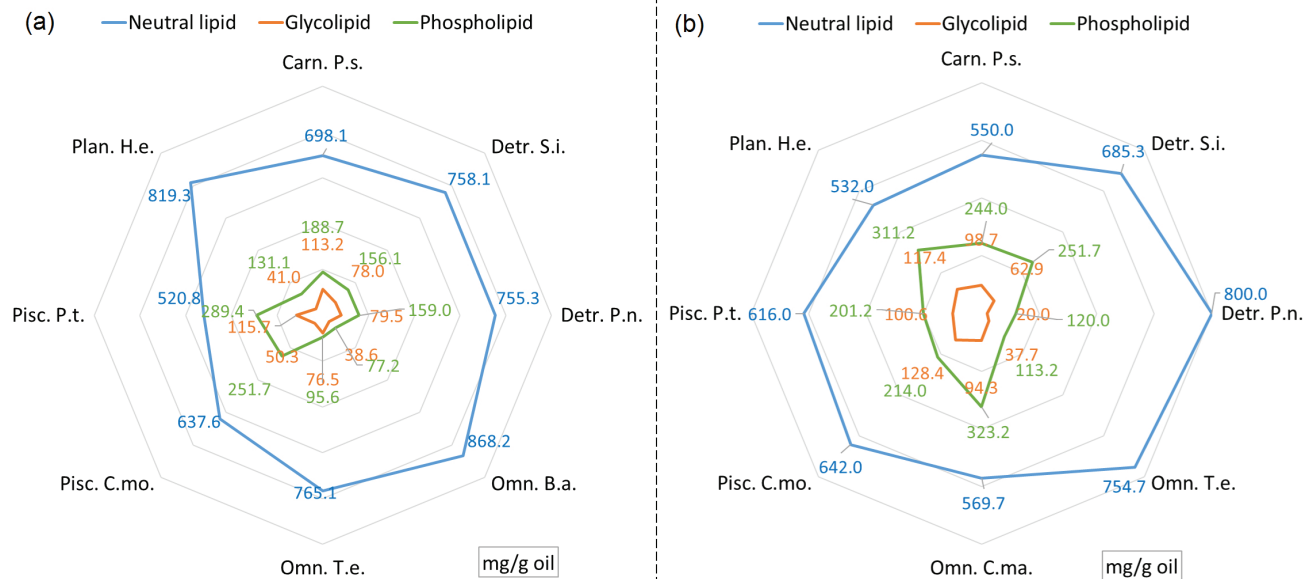 (a) Neutral lipid Glycolipid Phospholipid
Carn. P.s.
698.1
Plan. H.e.
Detr. S.i.
819.3
758.1
188.7
113.2
131.1
156.1
41.0
78.0
Pisc. P.t.
520.8
289.4
115.7
159.0
79.5
755.3
Detr. P.n.
50.3
38.6
77.2
251.7
76.5
95.6
637.6
868.2
Pisc. C.mo.
765.1
Omn. B.a.
Omn. T.e.
mg/g oil
(b) Neutral lipid Glycolipid Phospholipid
Carn. P.s.
550.0
Plan. H.e.
Detr. S.i.
685.3
532.0
244.0
311.2
98.7
251.7
117.4
62.9
800.0
Pisc. P.t.
616.0
201.2
100.6
20.0
120.0
Detr. P.n.
37.7
128.4
113.2
214.0
94.3
323.2
642.0
569.7
754.7
Pisc. C.mo.
Omn. T.e.
Omn. C.ma.
mg/g oil